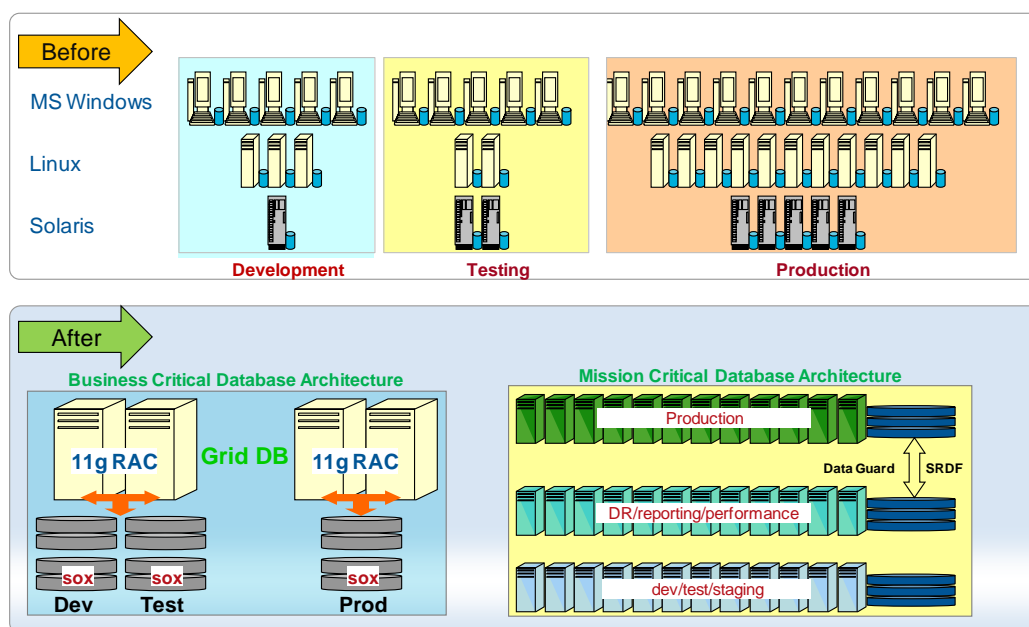 Before
MS Windows
Linux
Solaris
Development
Testing
Production
After
Business Critical Database Architecture
11g RAC
Grid DB
11g RAC
sox
sox
sox
Dev
Test
Prod
Mission Critical Database Architecture
Production
Data Guard
SRDF
DR/reporting/performance
dev/test/staging